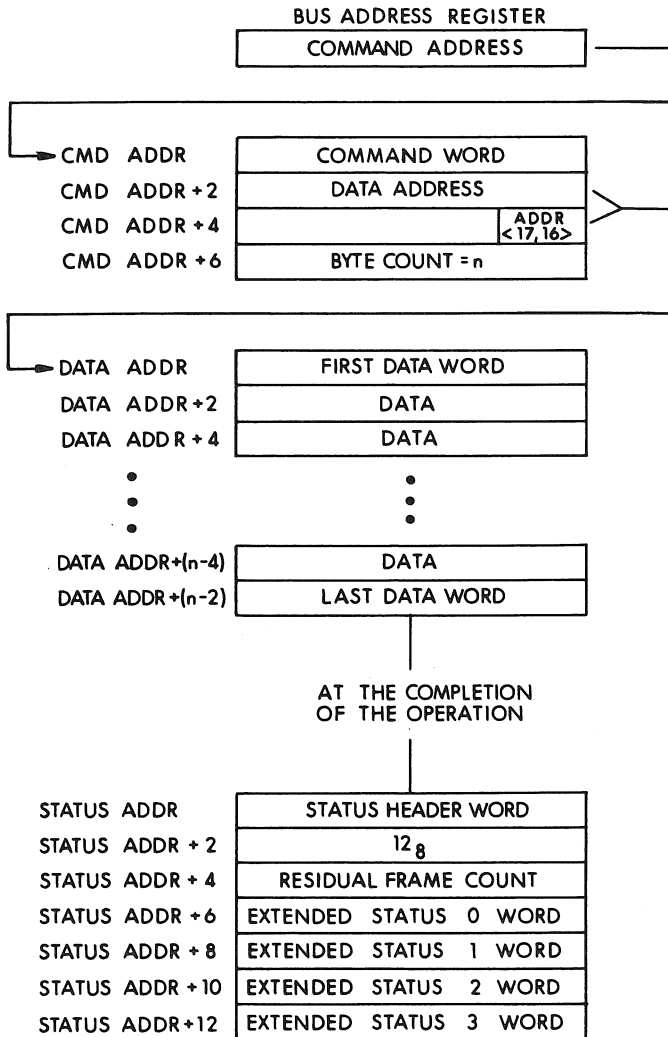 BUS ADDRESS REGISTER
COMMAND ADDRESS
CMD ADDR COMMAND WORD
CMD ADDR+2 DATA ADDRESS
CMD ADDR+4 ADDR
<17,16>
CMD ADDR+6 BYTE COUNT =n
DATA ADDR FIRST DATA WORD
DATA ADDR+2 DATA
DATA ADDR+4 DATA
DATA ADDR+(n-4) DATA
DATA ADDR+(n-2) LAST DATA WORD
AT THE COMPLETION
OF THE OPERATION
STATUS ADDR STATUS HEADER WORD
STATUS ADDR + 2 12₈
STATUS ADDR + 4 RESIDUAL FRAME COUNT
STATUS ADDR +6 EXTENDED STATUS 0 WORD
STATUS ADDR + 8 EXTENDED STATUS 1 WORD
STATUS ADDR +10 EXTENDED STATUS 2 WORD
STATUS ADDR+12 EXTENDED STATUS 3 WORD